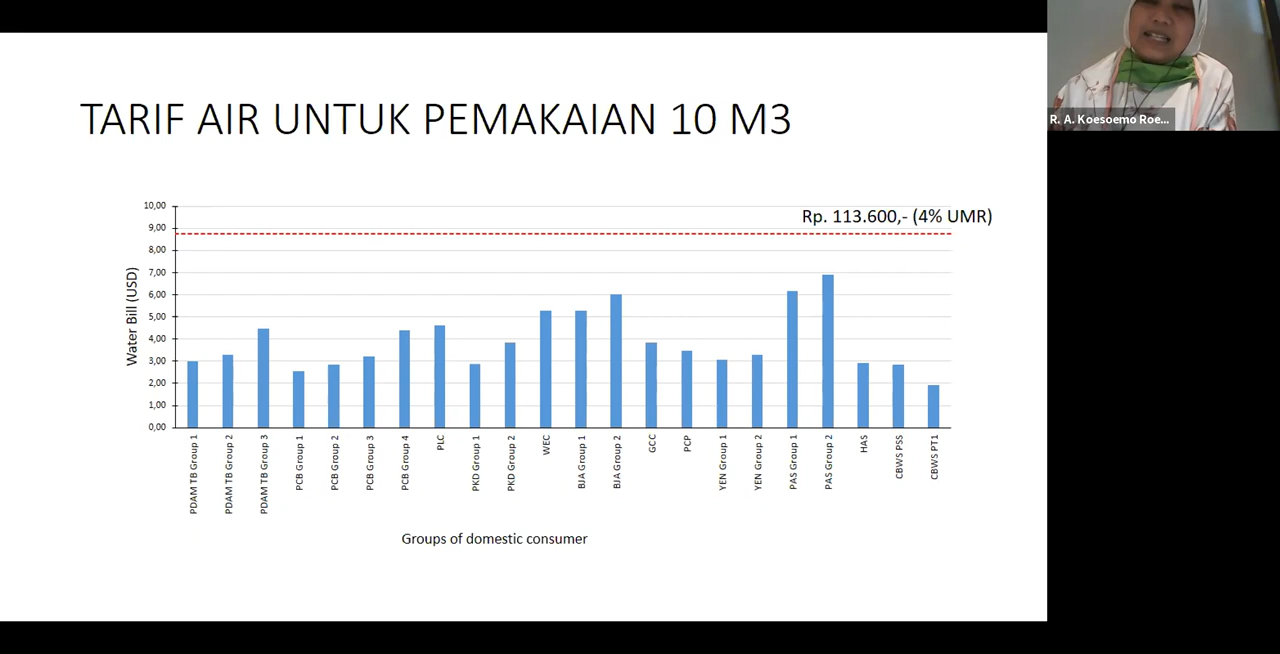 R. A. Koesoemo Roe...
TARIF AIR UNTUK PEMAKAIAN 10 M3
Rp. 113.600,- (4% UMR)
Water Bill (USD)
10,00
9,00
8,00
7,00
6,00
5,00
4,00
3,00
2,00
1,00
0,00
PDAM TB Group 1
PDAM TB Group 2
PDAM TB Group 3
PCB Group 1
PCB Group 2
PCB Group 3
PCB Group 4
PLC
PKD Group 1
PKD Group 2
WEC
BJA Group 1
BJA Group 2
GCC
PCP
YEN Group 1
YEN Group 2
PAS Group 1
PAS Group 2
HAS
CBWS PSS
CBWS PT1
Groups of domestic consumer